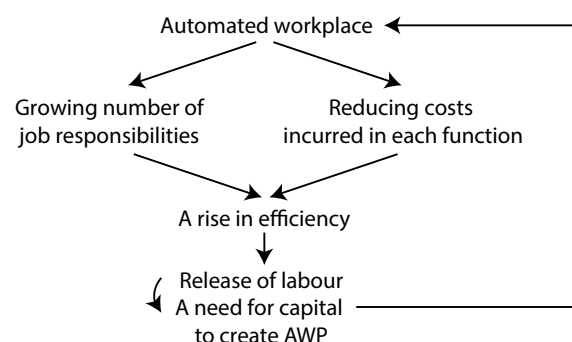 Automated workplace
Growing number of
job responsibilities
Reducing costs
incurred in each function
A rise in efficiency
Release of labour
A need for capital
to create AWP